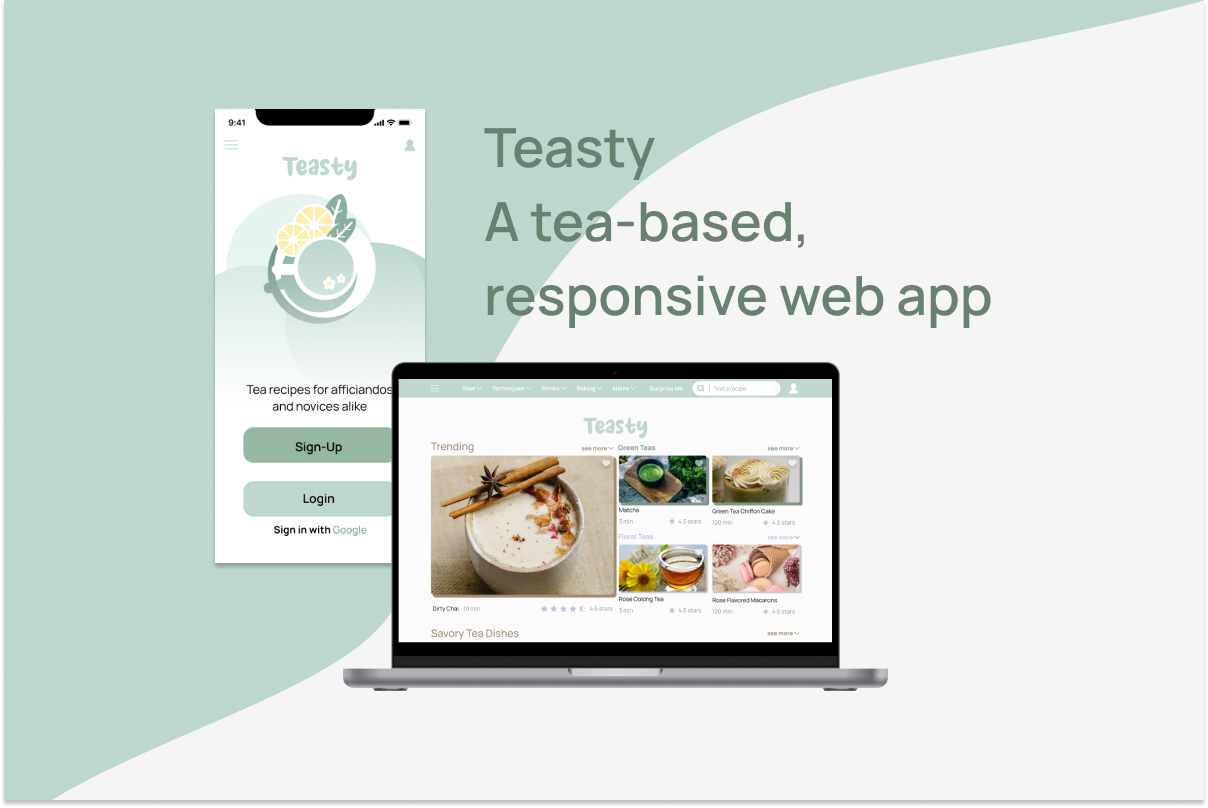 Teasty
A tea-based,
responsive web app
9:41
Teasty
Tea recipes for afficiandos
and novices alike
Sign-Up
Login
Sign in with Google
Teas
Techniques
Drinks
Baking
Meals
Surprise Me
find a recipe
Teasty
Trending
see more
Dirty Chai
10 min
4.5 stars
Green Teas
see more
Matcha
3 min
4.5 stars
Green Tea Chiffon Cake
120 min
4.5 stars
Floral Teas
see more
Rose Oolong Tea
3 min
4.5 stars
Rose Flavored Macarons
120 min
4.5 stars
Savory Tea Dishes
see more